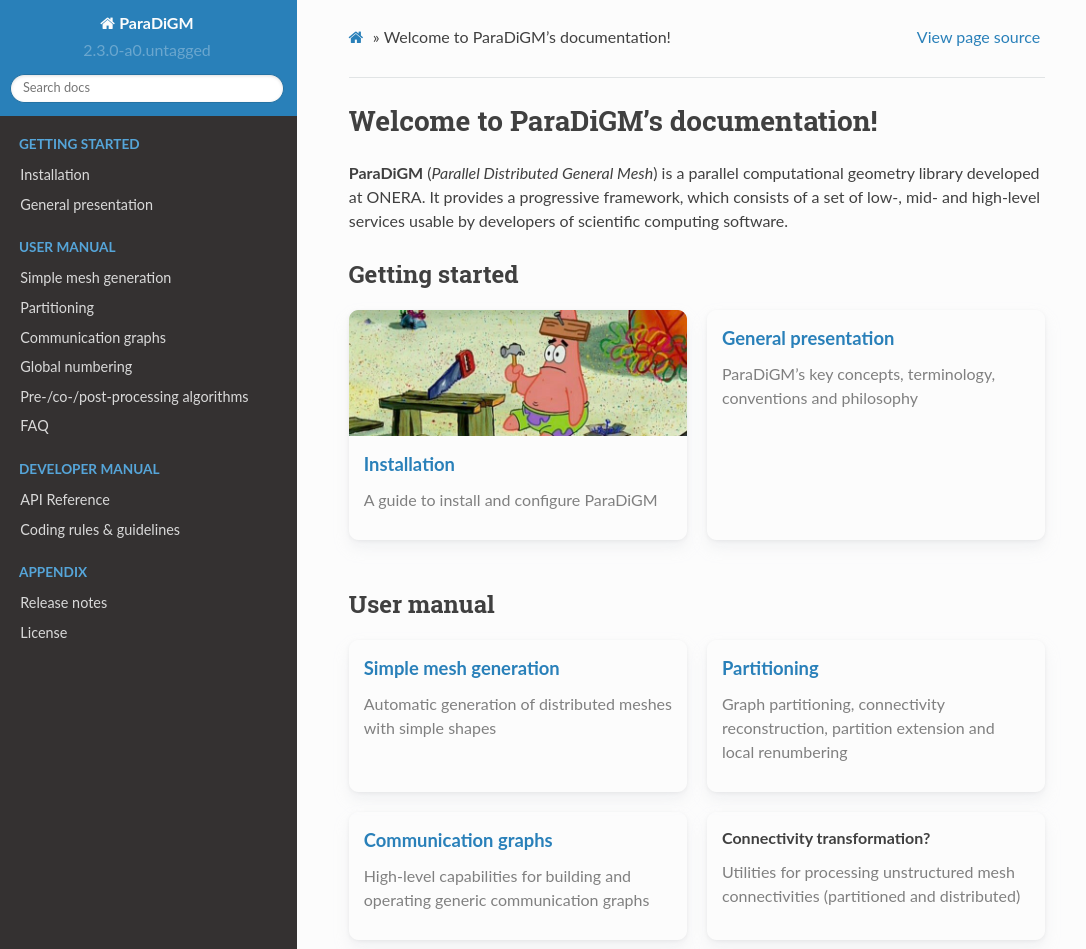 ParaDiGM
2.3.0-a0.untagged
Search docs
GETTING STARTED
Installation
General presentation
USER MANUAL
Simple mesh generation
Partitioning
Communication graphs
Global numbering
Pre-/co-/post-processing algorithms
FAQ
DEVELOPER MANUAL
API Reference
Coding rules & guidelines
APPENDIX
Release notes
License
» Welcome to ParaDiGM’s documentation!
View page source
Welcome to ParaDiGM’s documentation!
ParaDiGM (Parallel Distributed General Mesh) is a parallel computational geometry library developed
at ONERA. It provides a progressive framework, which consists of a set of low-, mid- and high-level
services usable by developers of scientific computing software.
Getting started
Installation
A guide to install and configure ParaDiGM
General presentation
ParaDiGM’s key concepts, terminology,
conventions and philosophy
User manual
Simple mesh generation
Automatic generation of distributed meshes
with simple shapes
Partitioning
Graph partitioning, connectivity
reconstruction, partition extension and
local renumbering
Communication graphs
High-level capabilities for building and
operating generic communication graphs
Connectivity transformation?
Utilities for processing unstructured mesh
connectivities (partitioned and distributed)